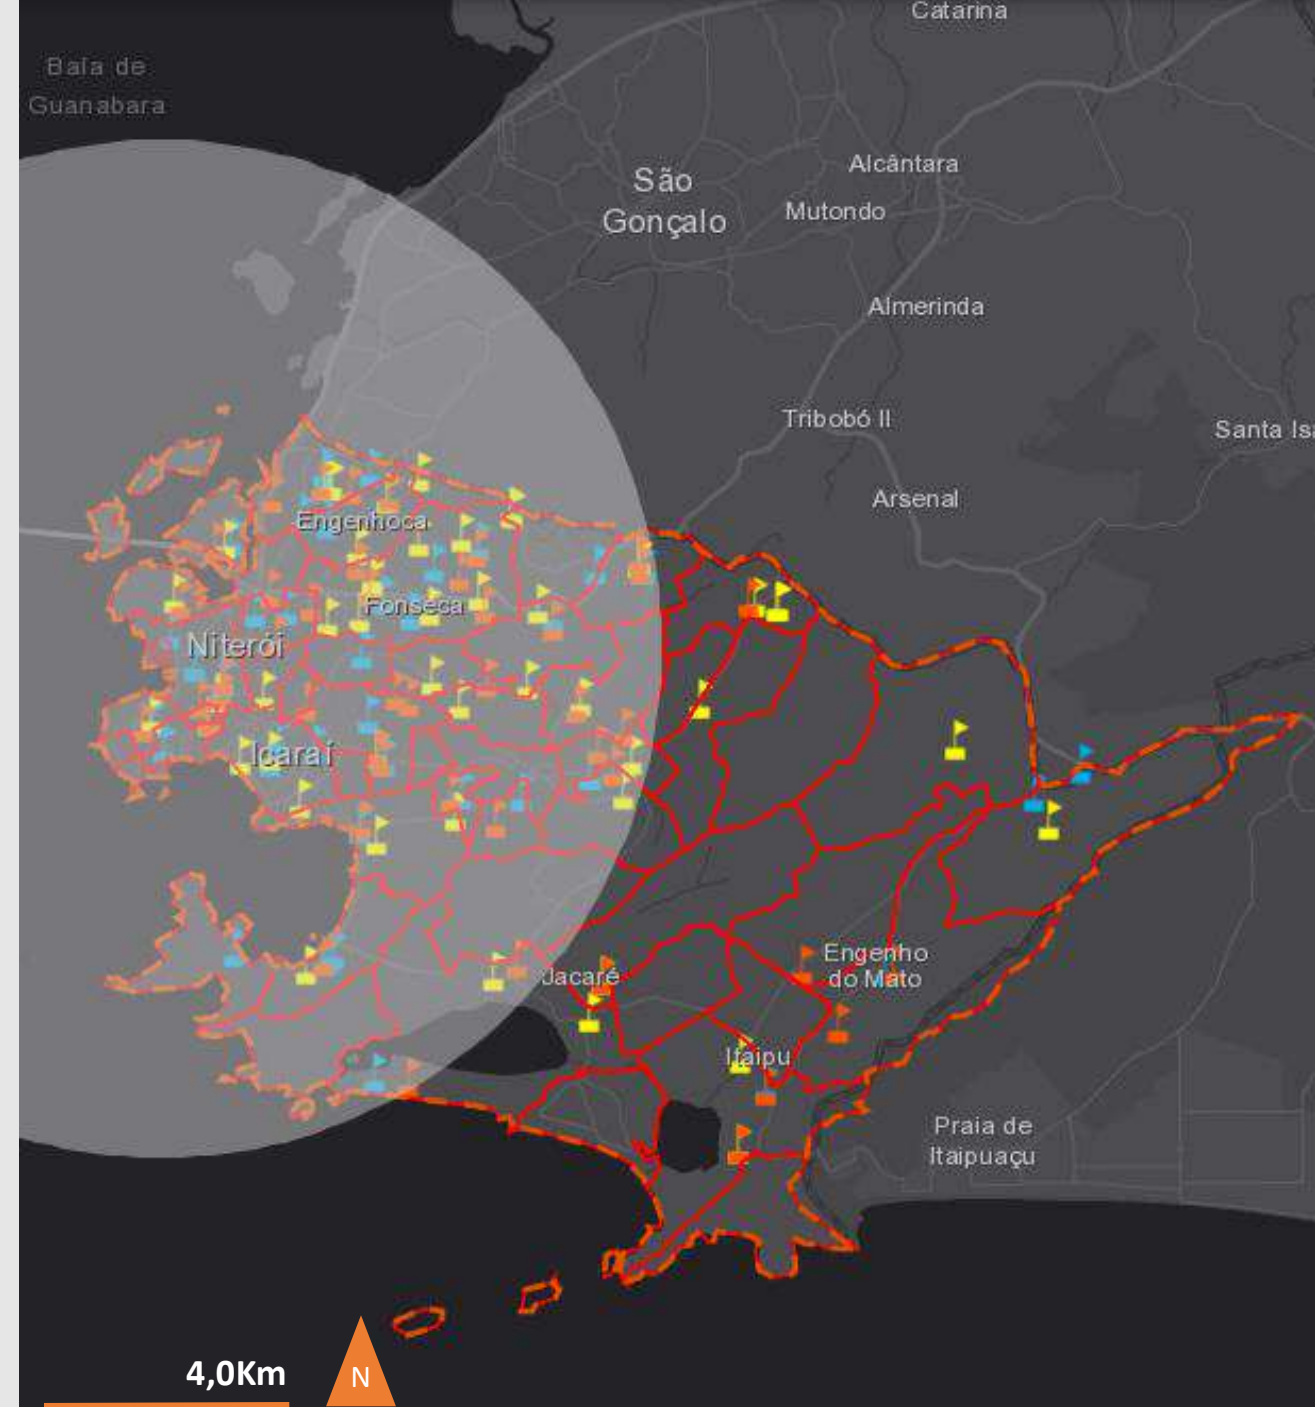 Catarina
Baía de
Guanabara
Alcântara
São
Gonçalo
Mutondo
Almerinda
Tribobó II
Santa Isa
Arsenal
Engenhoca
Fonseca
Niterói
Icaraí
Engenho
do Mato
Jacaré
Itaipu
Praia de
Itaipuaçu
4,0Km
N